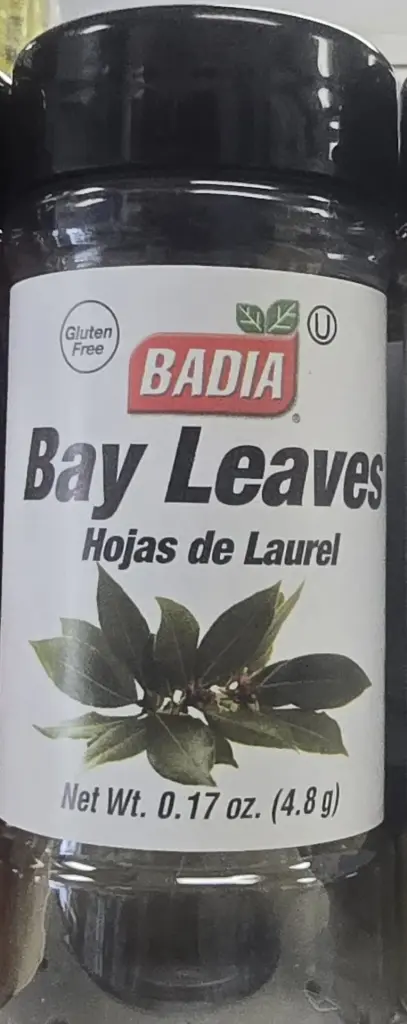 Gluten
Free
U
BADIA
®
Bay Leaves
Hojas de Laurel
Net Wt. 0.17 oz. (4.8 g)